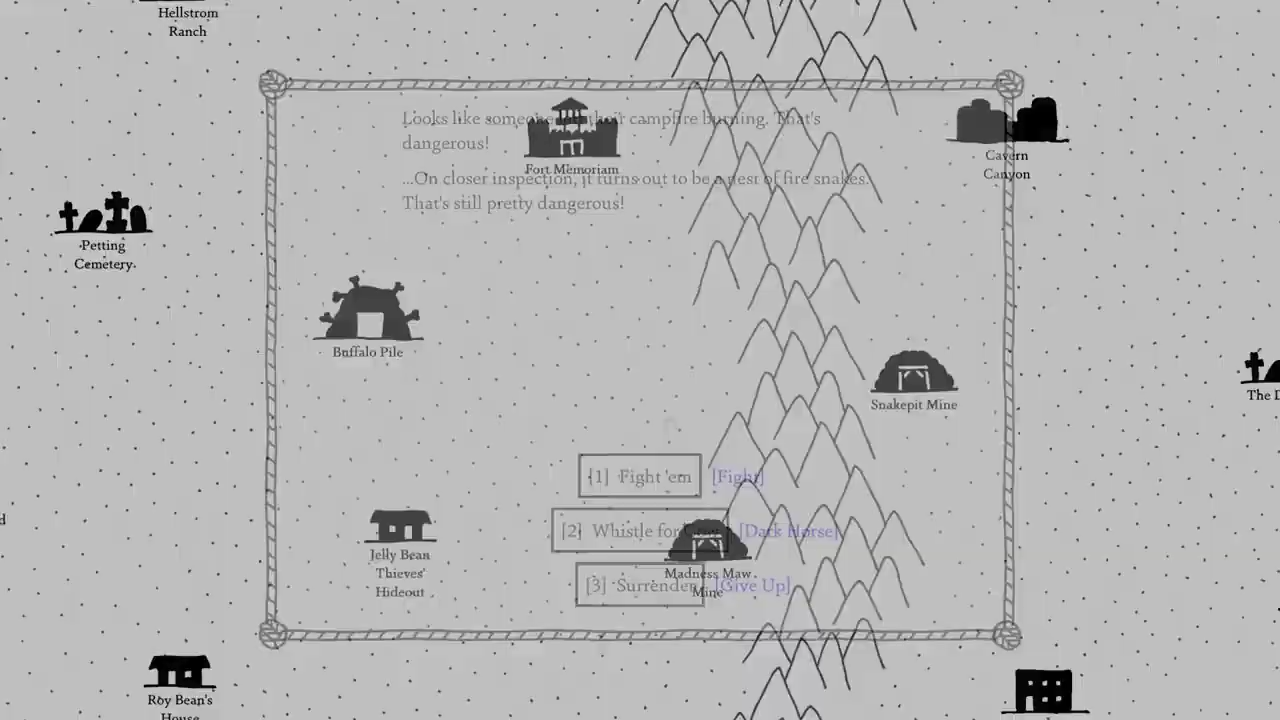 Hellstrom
Ranch
Looks like someone left their campfire burning. That's
dangerous!
Fort Memoriam
...On closer inspection, it turns out to be a nest of fire snakes.
That's still pretty dangerous!
Cavern
Canyon
Petting
Cemetery
Buffalo Pile
Snakepit Mine
The D
[1] Fight 'em
[Fight]
[2] Whistle for
[Dark Horse]
Jelly Bean
Thieves'
Hideout
Madness Maw
Mine
[3] Surrender
[Give Up]
d
Roy Bean's
House